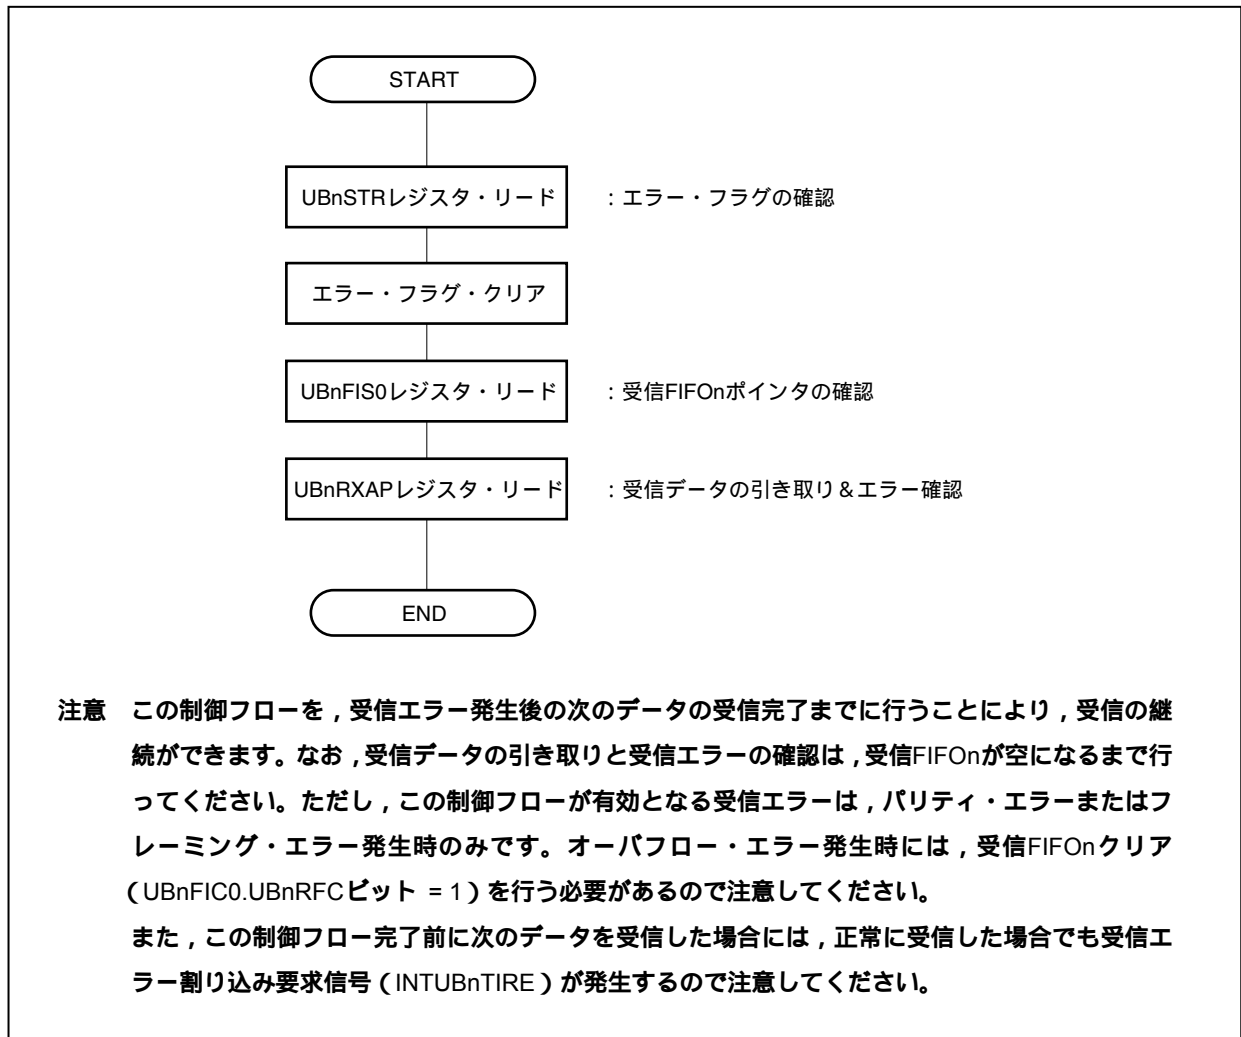 START
UBnSTRレジスタ・リード ：エラー・フラグの確認
エラー・フラグ・クリア
UBnFIS0レジスタ・リード ：受信FIFOnポインタの確認
UBnRXAPレジスタ・リード ：受信データの引き取り＆エラー確認
END
注意 この制御フローを，受信エラー発生後の次のデータの受信完了までに行うことにより，受信の継
続ができます。なお，受信データの引き取りと受信エラーの確認は，受信FIFOnが空になるまで行
ってください。ただし，この制御フローが有効となる受信エラーは，パリティ・エラーまたはフ
レーミング・エラー発生時のみです。オーバフロー・エラー発生時には，受信FIFOnクリア
（UBnFIC0.UBnRFCビット = 1）を行う必要があるので注意してください。
また，この制御フロー完了前に次のデータを受信した場合には，正常に受信した場合でも受信エ
ラー割り込み要求信号（INTUBnTIRE）が発生するので注意してください。